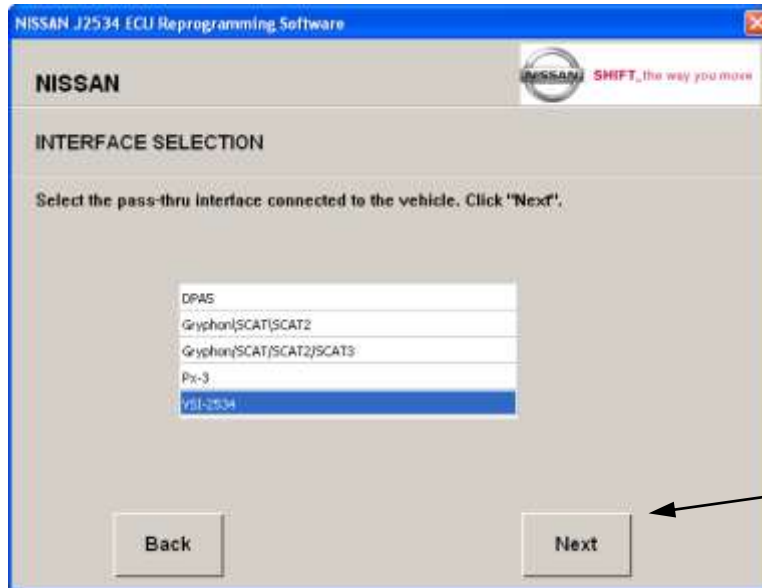 NISSAN J2534 ECU Reprogramming Software
NISSAN
NISSAN SHIFT_the way you move
INTERFACE SELECTION
Select the pass-thru interface connected to the vehicle. Click "Next".
DPA5
Gryphon\SCAT\SCAT2
Gryphon/SCAT/SCAT2/SCAT3
Px-3
VSI-2534
Back
Next